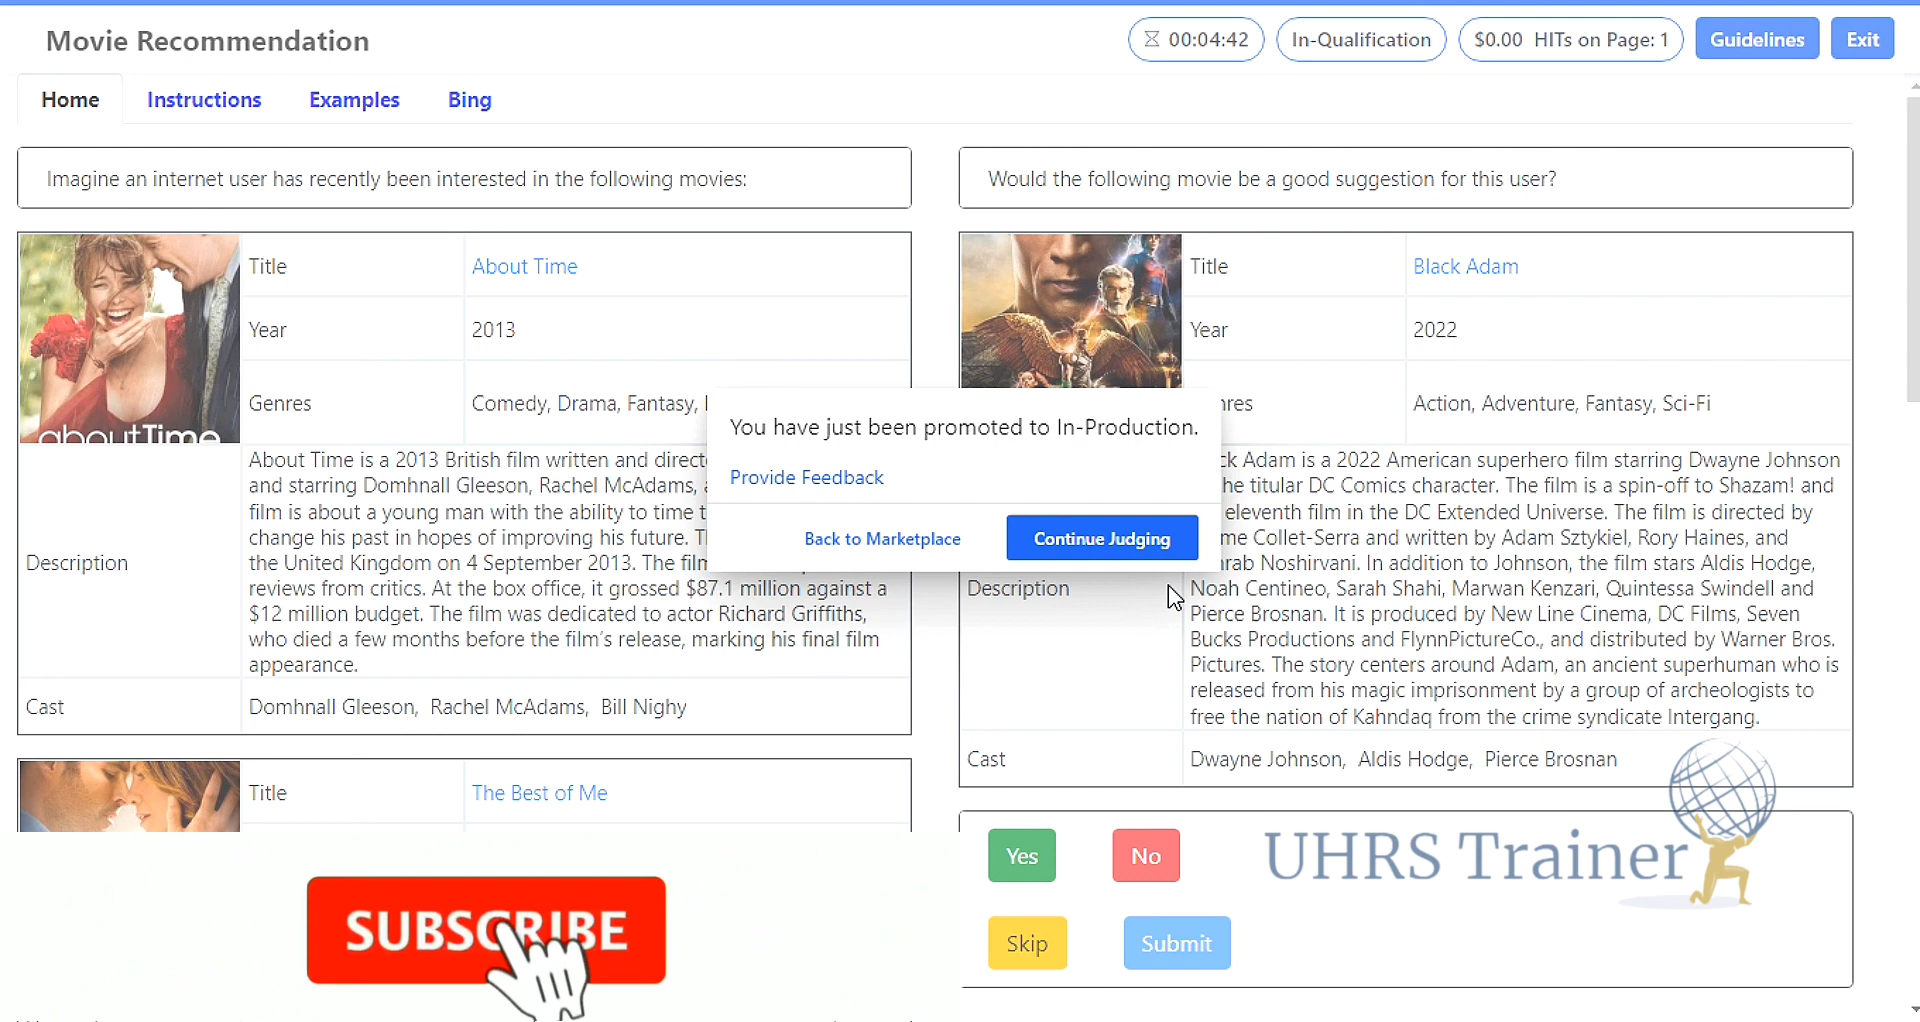 Movie Recommendation
00:04:42
In-Qualification
$0.00 HITs on Page: 1
Guidelines
Exit
Home
Instructions
Examples
Bing
Imagine an internet user has recently been interested in the following movies:
Would the following movie be a good suggestion for this user?
aboutTime
Title
About Time
Year
2013
Genres
Comedy, Drama, Fantasy,
Description
About Time is a 2013 British film written and direct
and starring Domhnall Gleeson, Rachel McAdams,
film is about a young man with the ability to time t
change his past in hopes of improving his future. T
the United Kingdom on 4 September 2013. The film
reviews from critics. At the box office, it grossed $87.1 million against a
$12 million budget. The film was dedicated to actor Richard Griffiths,
who died a few months before the film's release, marking his final film
appearance.
Cast
Domhnall Gleeson, Rachel McAdams, Bill Nighy
Title
The Best of Me
Title
Black Adam
Year
2022
nres
Action, Adventure, Fantasy, Sci-Fi
Description
ck Adam is a 2022 American superhero film starring Dwayne Johnson
he titular DC Comics character. The film is a spin-off to Shazam! and
eleventh film in the DC Extended Universe. The film is directed by
me Collet-Serra and written by Adam Sztykiel, Rory Haines, and
rab Noshirvani. In addition to Johnson, the film stars Aldis Hodge,
Noah Centineo, Sarah Shahi, Marwan Kenzari, Quintessa Swindell and
Pierce Brosnan. It is produced by New Line Cinema, DC Films, Seven
Bucks Productions and FlynnPictureCo., and distributed by Warner Bros.
Pictures. The story centers around Adam, an ancient superhuman who is
released from his magic imprisonment by a group of archeologists to
free the nation of Kahndaq from the crime syndicate Intergang.
Cast
Dwayne Johnson, Aldis Hodge, Pierce Brosnan
You have just been promoted to In-Production.
Provide Feedback
Back to Marketplace
Continue Judging
Yes
No
Skip
Submit
UHRS Trainer
SUBSCRIBE